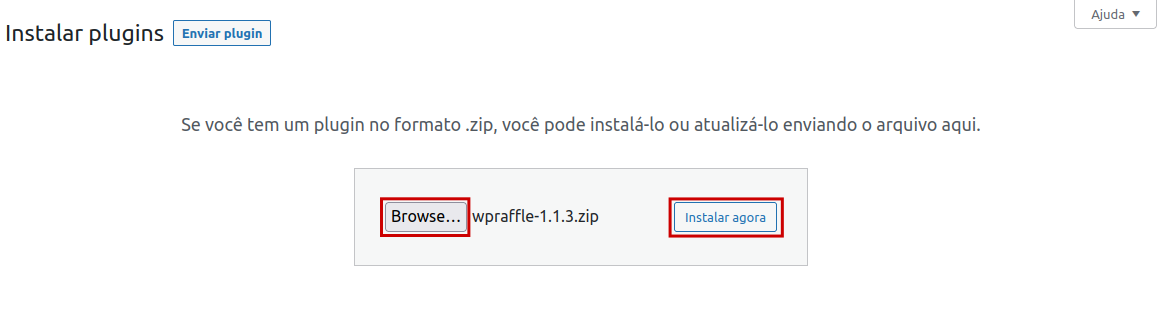 Ajuda ▼
Instalar plugins Enviar plugin
Se você tem um plugin no formato .zip, você pode instalá-lo ou atualizá-lo enviando o arquivo aqui.
Browse... wpraffle-1.1.3.zip Instalar agora